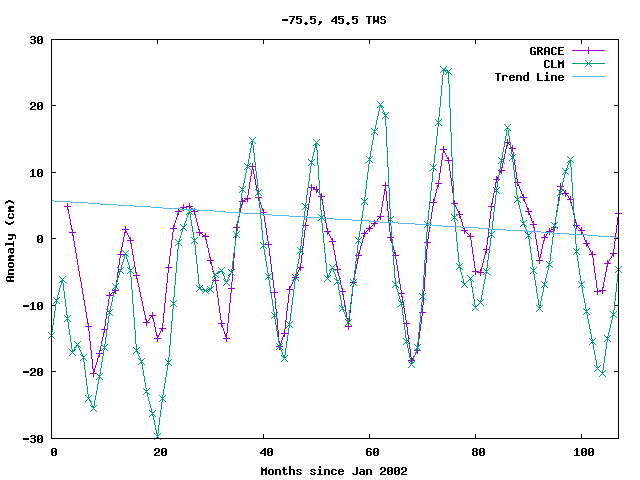 -75.5, 45.5 TWS
GRACE
CLM
Trend Line
30
20
10
0
-10
-20
-30
Anomaly (cm)
0 20 40 60 80 100
Months since Jan 2002